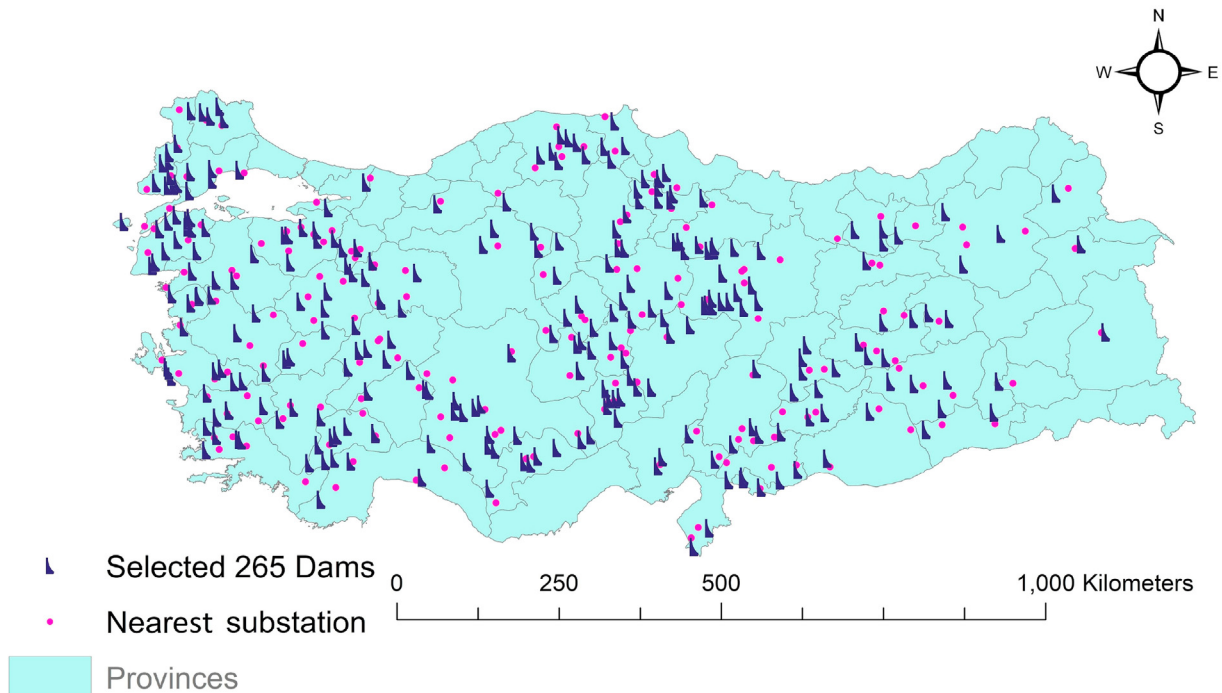 N
W E
S
Selected 265 Dams
0 250 500 1,000 Kilometers
Nearest substation
Provinces